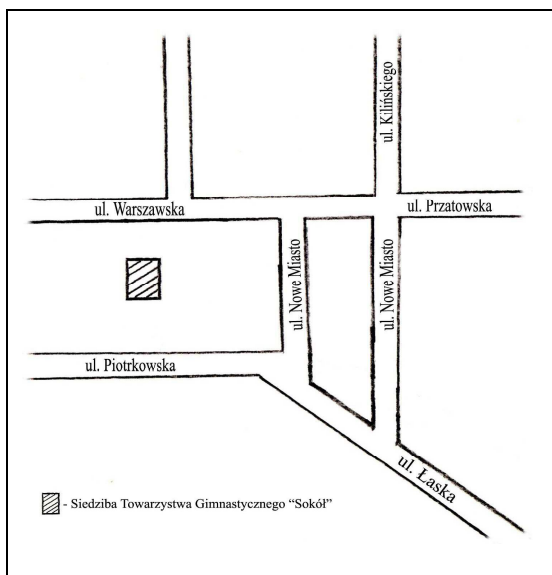 ul. Kilińskiego
ul. Warszawska
ul. Przatowska
ul. Nowe Miasto
ul. Nowe Miasto
ul. Piotrkowska
ul. Łaska
- Siedziba Towarzystwa Gimnastycznego “Sokół”